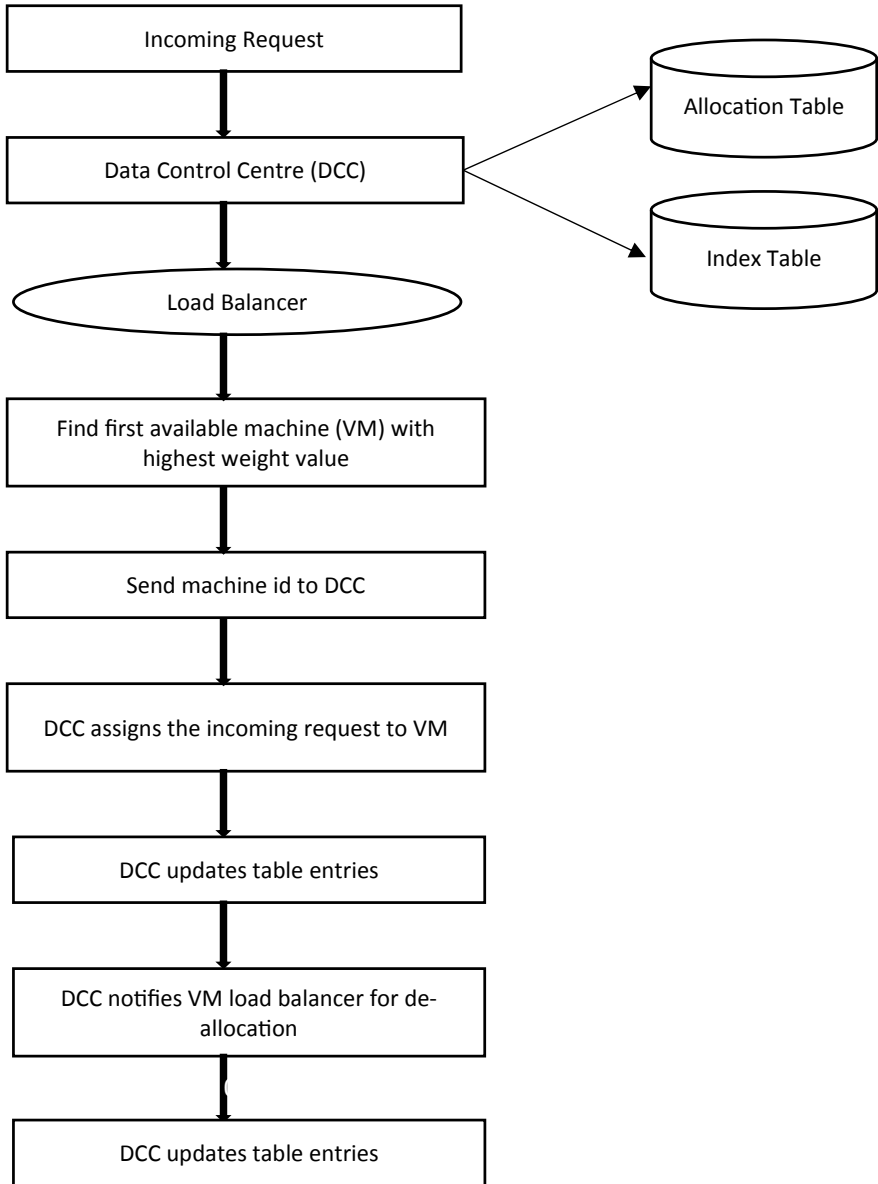 Incoming Request
Allocation Table
Data Control Centre (DCC)
Index Table
Load Balancer
Find first available machine (VM) with
highest weight value
Send machine id to DCC
DCC assigns the incoming request to VM
DCC updates table entries
DCC notifies VM load balancer for de-
allocation
DCC updates table entries